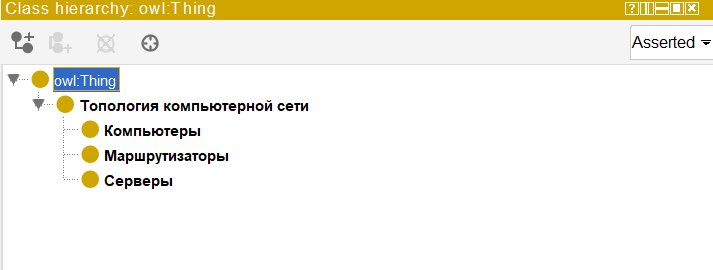 Class hierarchy: owl:Thing
Asserted
owl:Thing
Топология компьютерной сети
Компьютеры
Маршрутизаторы
Серверы